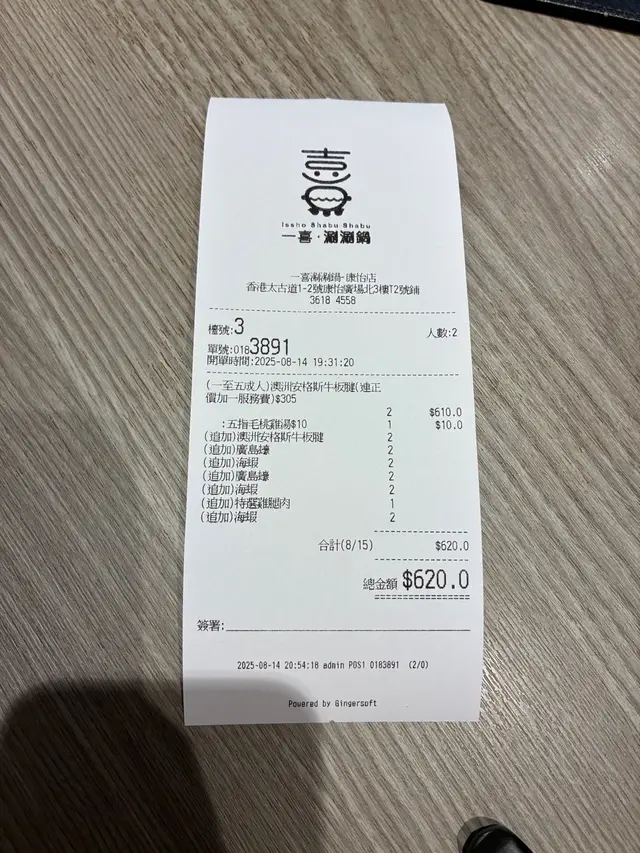 Issho Shabu Shabu
一喜·涮涮鍋
一喜涮涮鍋-康怡店
香港太古道1-2號康怡廣場北3樓T2號鋪
3618 4558
檯號:3 人數:2
單號:0183891
開單時間:2025-08-14 19:31:20
(一至五成人)澳洲安格斯牛板腱(連正
價加一服務費)$305
2 $610.0
:五指毛桃雞湯$10 1 $10.0
(追加)澳洲安格斯牛板腱 2
(追加)廣島蠔 2
(追加)海蝦 2
(追加)廣島蠔 2
(追加)海蝦 2
(追加)特選雞腿肉 1
(追加)海蝦 2
合計(8/15) $620.0
總金額 $620.0
簽署:
2025-08-14 20:54:18 admin POS1 0183891 (2/0)
Powered by Gingersoft